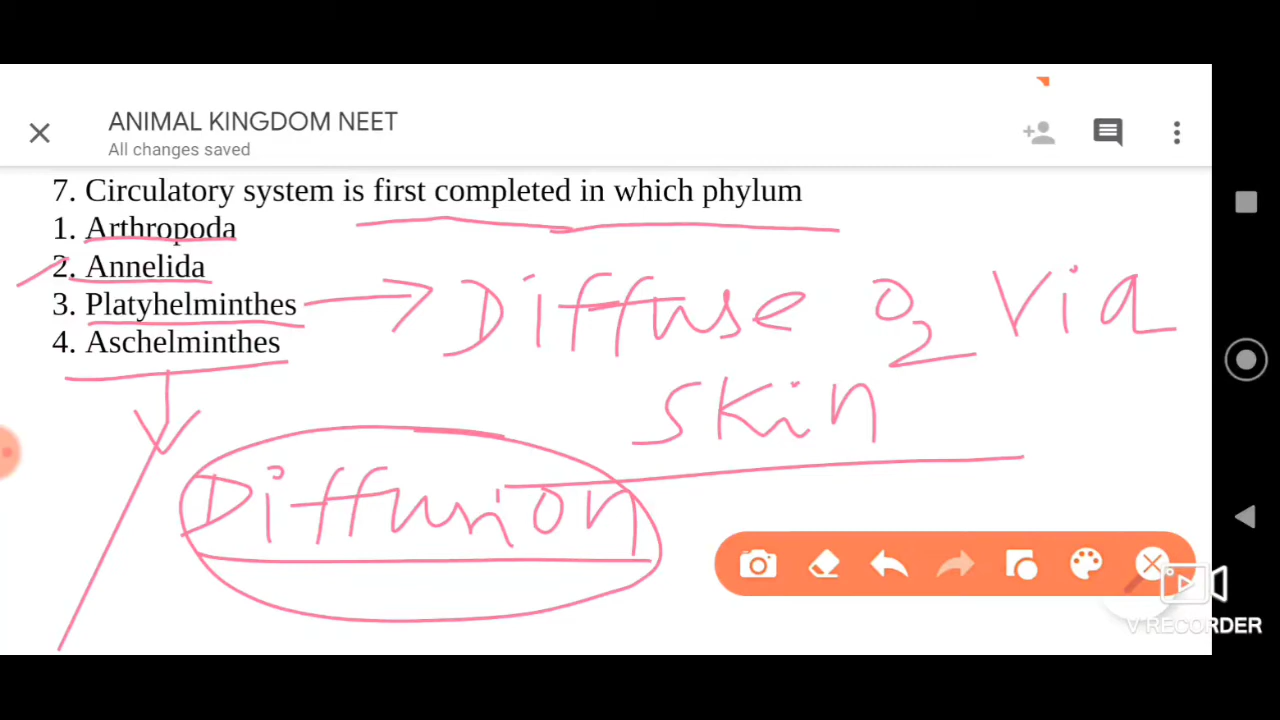 ANIMAL KINGDOM NEET
All changes saved
7. Circulatory system is first completed in which phylum
1. Arthropoda
2. Annelida
3. Platyhelminthes
4. Aschelminthes
Diffuse O2 via
skin
Diffusion
V RECORDER